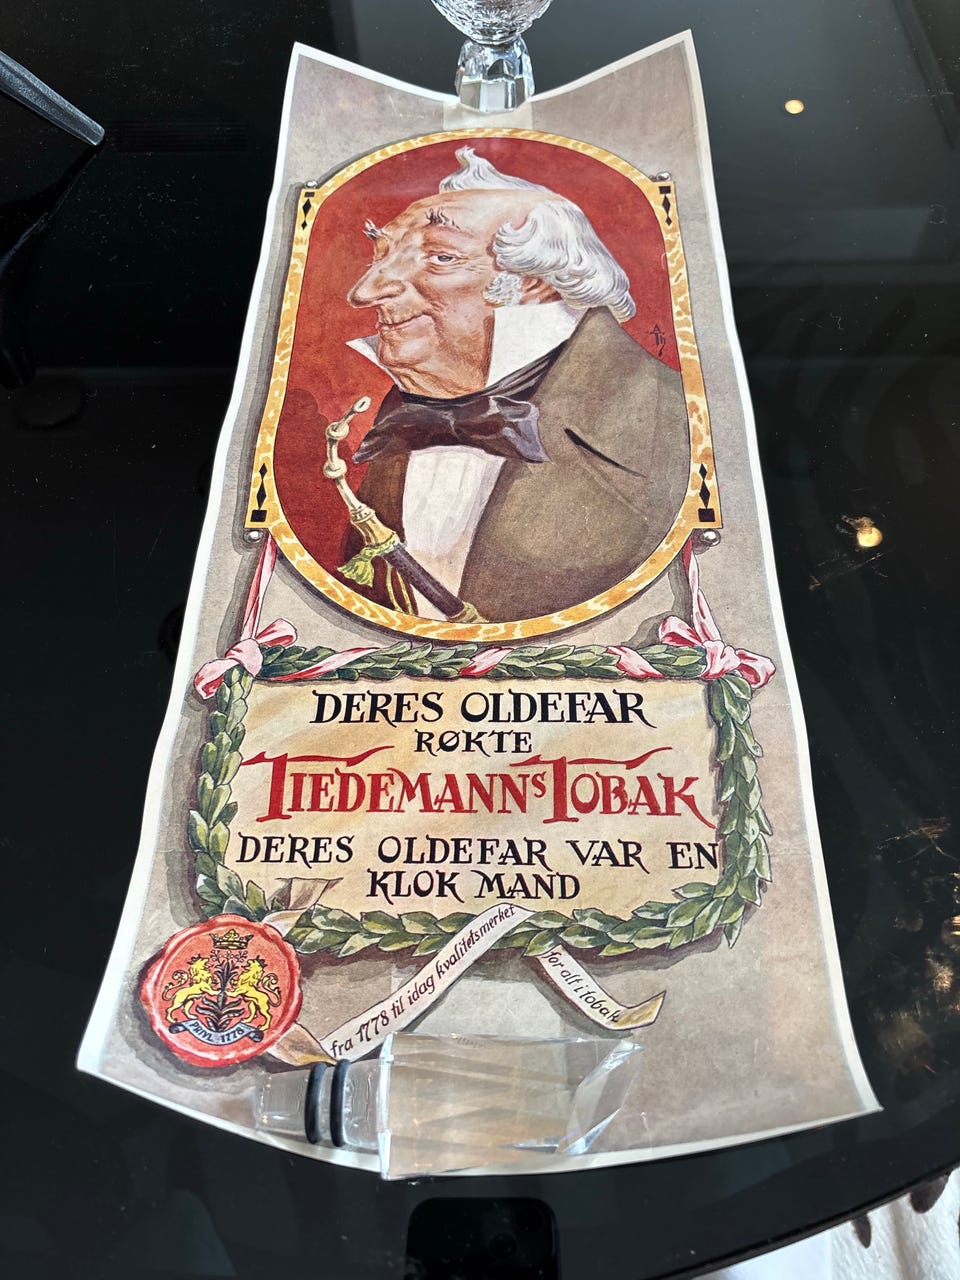 ATh
DERES OLDEFAR
RØKTE
TIEDEMANNS TOBAK
DERES OLDEFAR VAR EN
KLOK MAND
fra 1778 til idag kvalitetsmerket
for alt i tobak
PRIVL. 1778